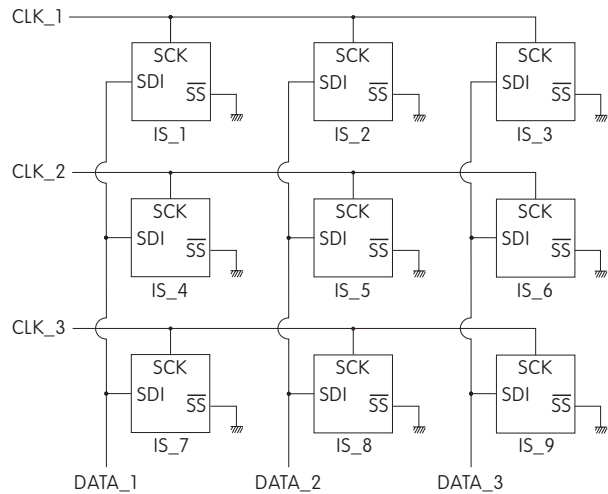 CLK_1
SCK SCK SCK
SDI SDI SDI
SS SS SS
IS_1 IS_2 IS_3
CLK_2
SCK SCK SCK
SDI SDI SDI
SS SS SS
IS_4 IS_5 IS_6
CLK_3
SCK SCK SCK
SDI SDI SDI
SS SS SS
IS_7 IS_8 IS_9
DATA_1 DATA_2 DATA_3